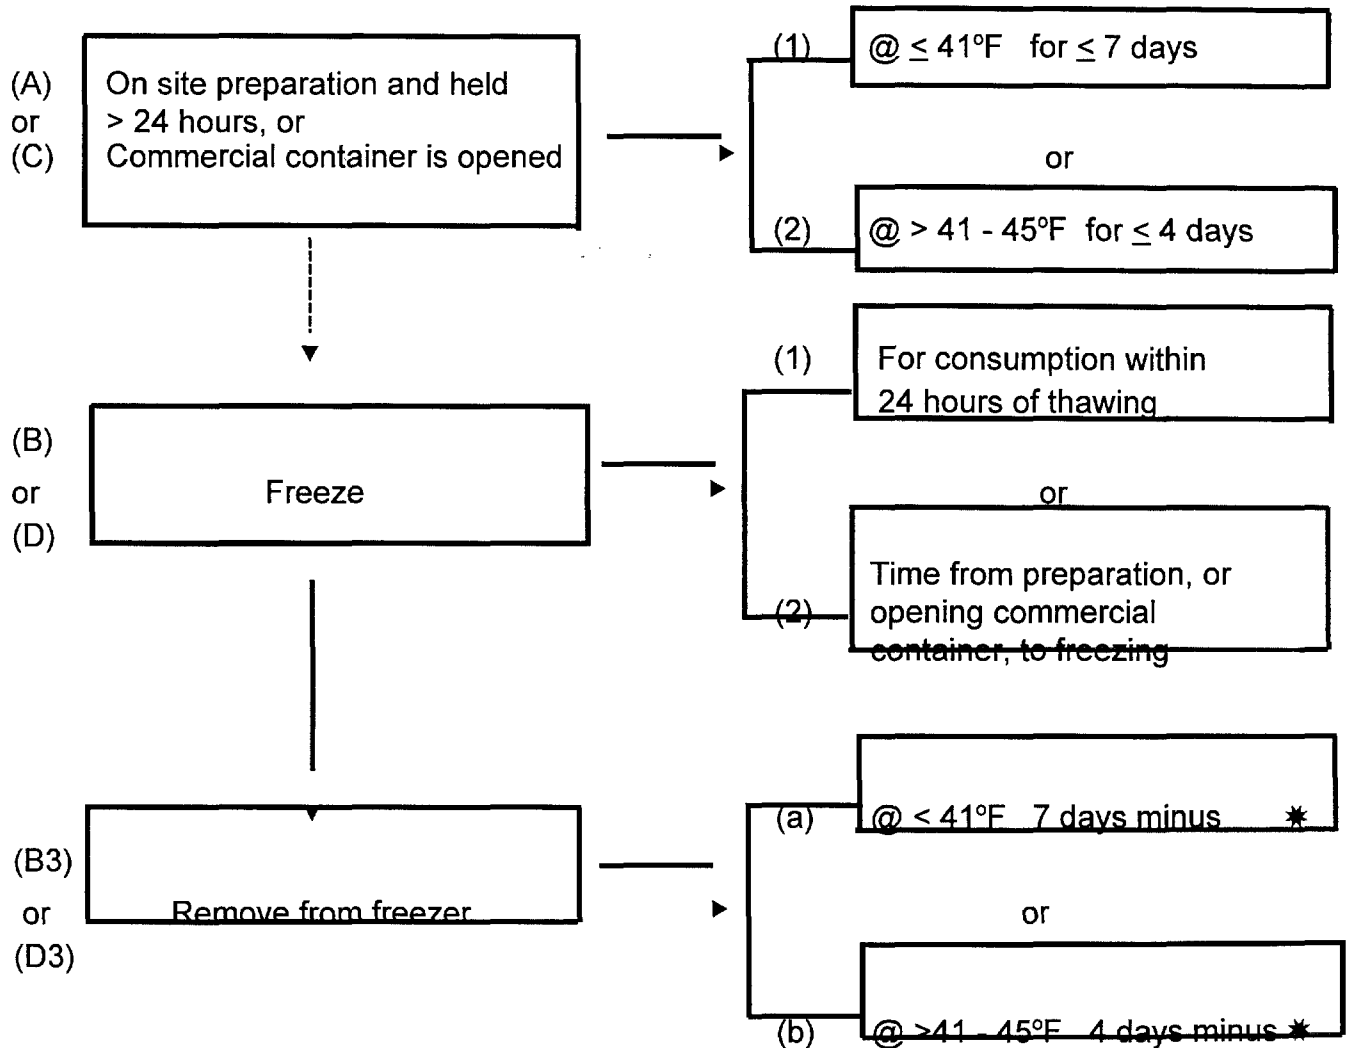 (A)
or
(C)
On site preparation and held
> 24 hours, or
Commercial container is opened
(1)
@ ≤ 41ºF for ≤ 7 days
or
(2)
@ > 41 - 45ºF for ≤ 4 days
(B)
or
(D)
Freeze
(1)
For consumption within
24 hours of thawing
or
(2)
Time from preparation, or
opening commercial
container, to freezing
(B3)
or
(D3)
Remove from freezer
(a)
@ < 41ºF 7 days minus ✷
or
(b)
@ >41 - 45ºF 4 days minus ✷